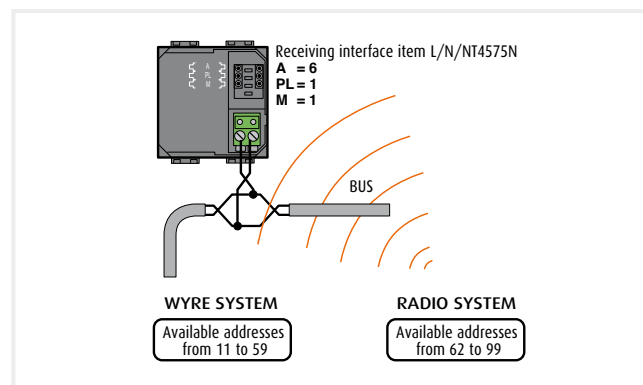 Receiving interface item L/N/NT4575N
A = 6
PL = 1
M = 1
A
PL
M
BUS
WYRE SYSTEM
RADIO SYSTEM
Available addresses
from 11 to 59
Available addresses
from 62 to 99